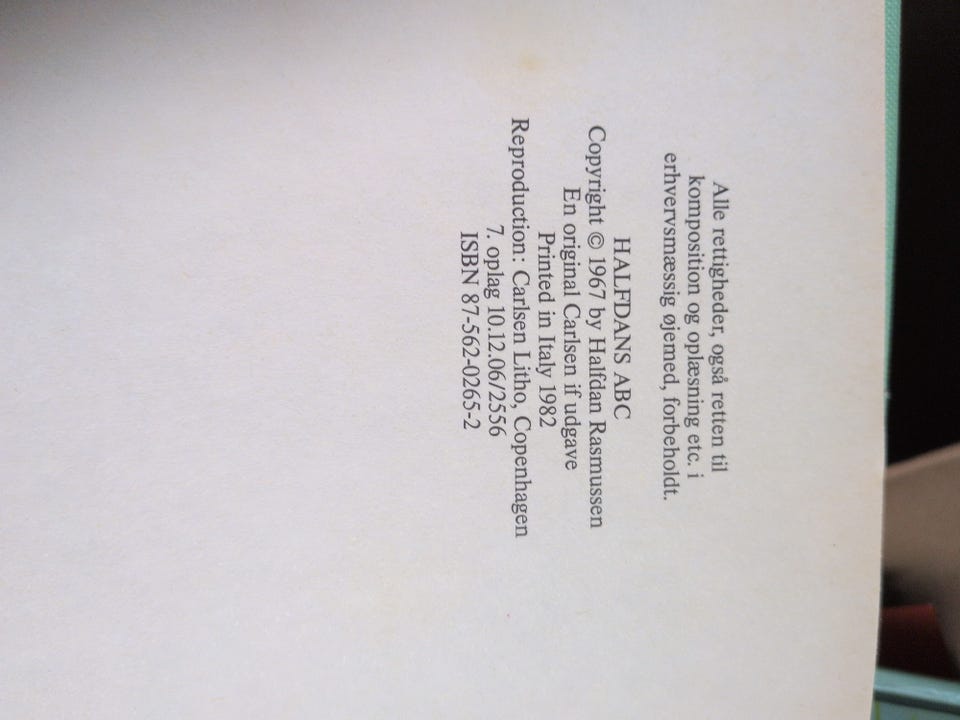 Alle rettigheder, også retten til
komposition og oplæsning etc. i
erhvervsmæssig øjemed, forbeholdt.
HALFDANS ABC
Copyright © 1967 by Halfdan Rasmussen
En original Carlsen if udgave
Printed in Italy 1982
Reproduction: Carlsen Litho, Copenhagen
7. oplag 10.12.06/2556
ISBN 87-562-0265-2